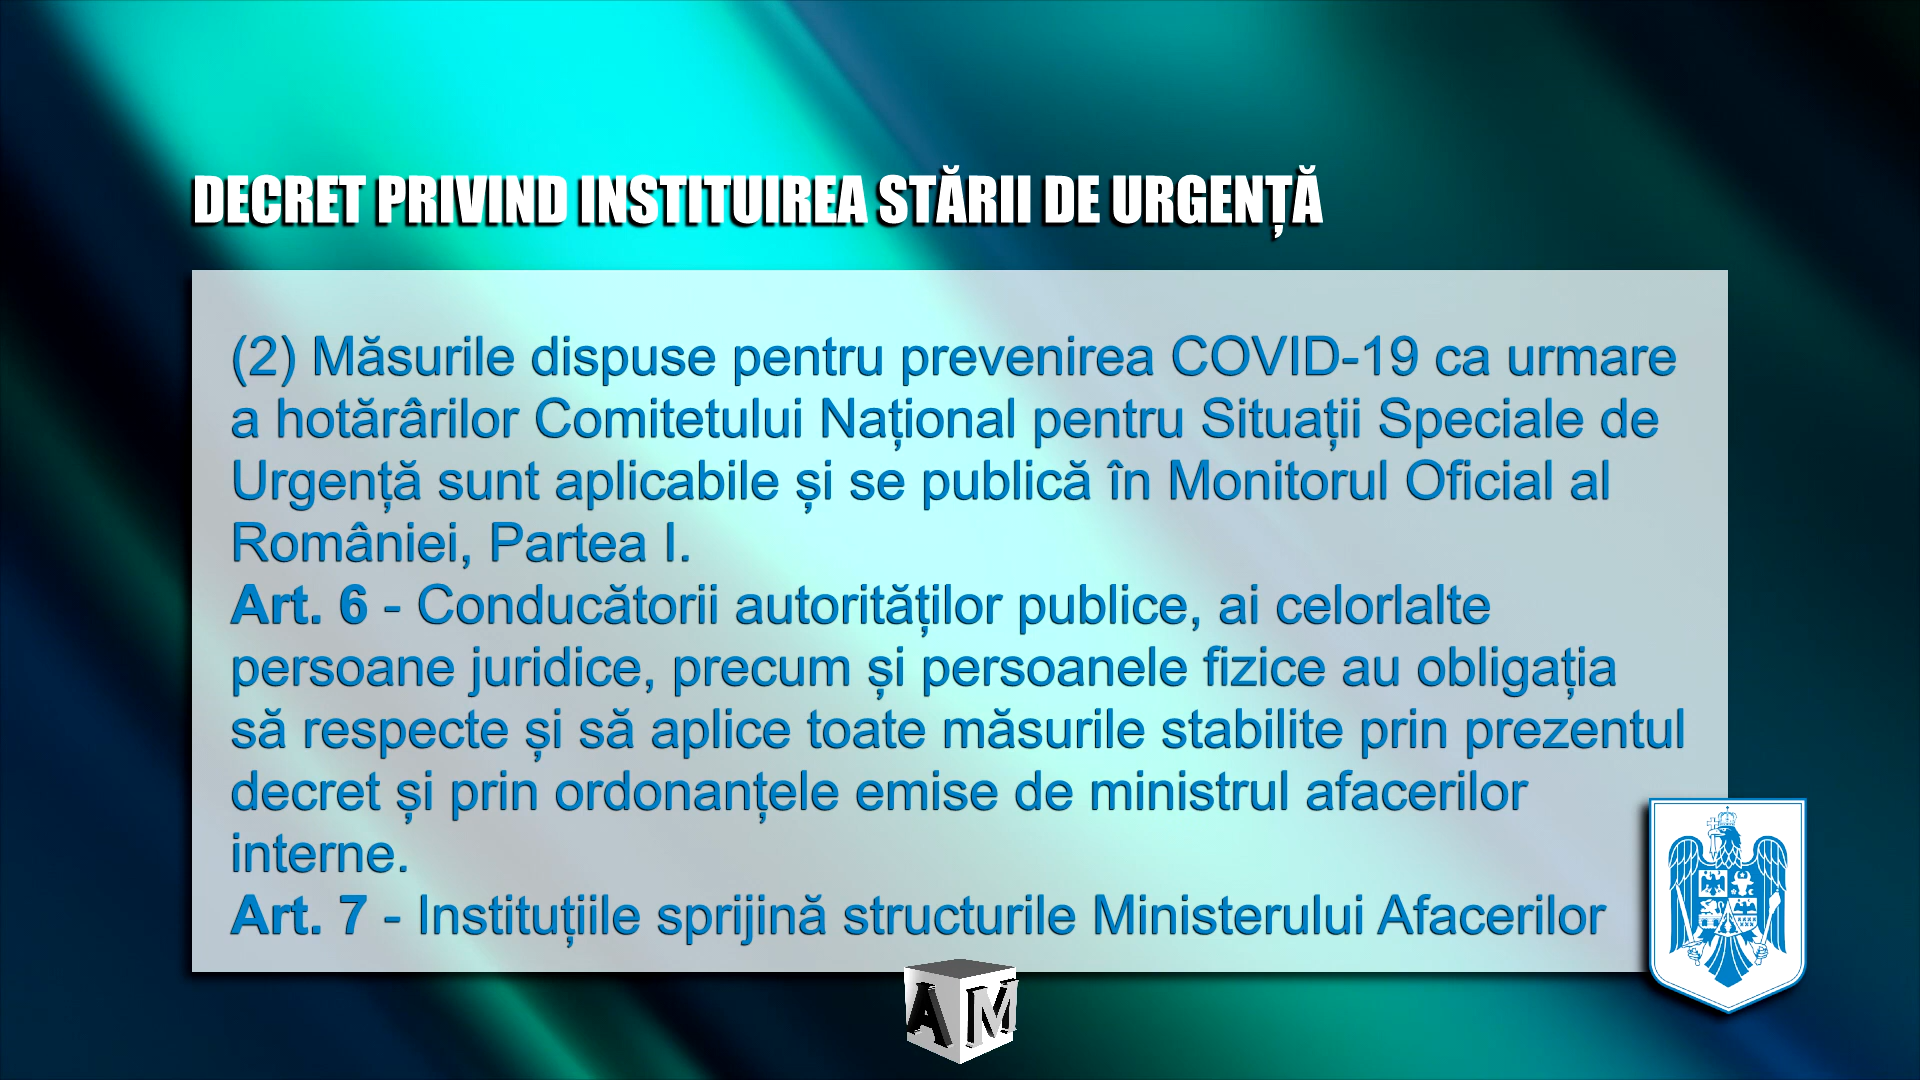 DECRET PRIVIND INSTITUIREA STĂRII DE URGENȚĂ
(2) Măsurile dispuse pentru prevenirea COVID-19 ca urmare
a hotărârilor Comitetului Național pentru Situații Speciale de
Urgență sunt aplicabile și se publică în Monitorul Oficial al
României, Partea I.
Art. 6 - Conducătorii autorităților publice, ai celorlalte
persoane juridice, precum și persoanele fizice au obligația
să respecte și să aplice toate măsurile stabilite prin prezentul
decret și prin ordonanțele emise de ministrul afacerilor
interne.
Art. 7 - Instituțiile sprijină structurile Ministerului Afacerilor
AM